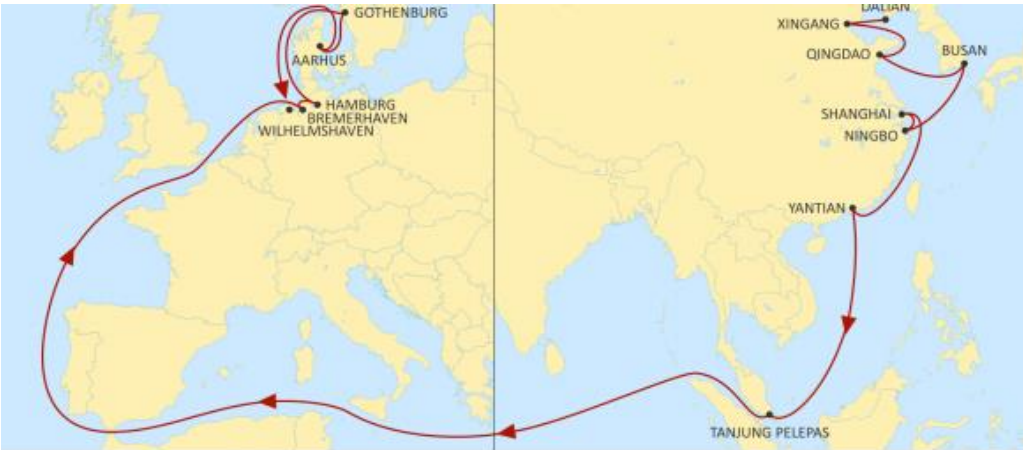 GOTHENBURG
AARHUS
HAMBURG
BREMERHAVEN
WILHELMSHAVEN
DALIAN
XINGANG
QINGDAO
BUSAN
SHANGHAI
NINGBO
YANTIAN
TANJUNG PELEPAS